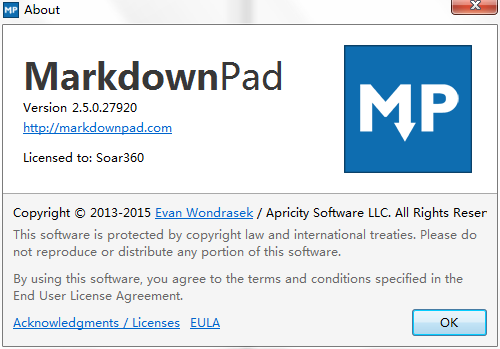 MP About
MarkdownPad
Version 2.5.0.27920
http://markdownpad.com
Licensed to: Soar360
MP
Copyright © 2013-2015 Evan Wondrasek / Apricity Software LLC. All Rights Reser
This software is protected by copyright law and international treaties. Please do
not reproduce or distribute any portion of this software.
By using this software, you agree to the terms and conditions specified in the
End User License Agreement.
Acknowledgments / Licenses EULA
OK